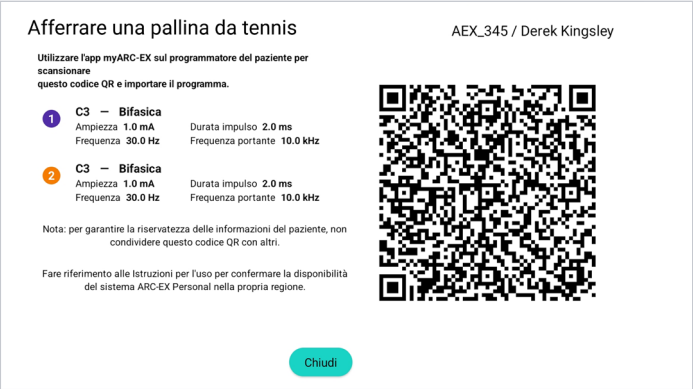 Afferrare una pallina da tennis
AEX_345 / Derek Kingsley
Utilizzare l'app myARC-EX sul programmatore del paziente per
scansionare
questo codice QR e importare il programma.
1
C3 — Bifasica
Ampiezza 1.0 mA Durata impulso 2.0 ms
Frequenza 30.0 Hz Frequenza portante 10.0 kHz
2
C3 — Bifasica
Ampiezza 1.0 mA Durata impulso 2.0 ms
Frequenza 30.0 Hz Frequenza portante 10.0 kHz
Nota: per garantire la riservatezza delle informazioni del paziente, non
condividere questo codice QR con altri.
Fare riferimento alle Istruzioni per l'uso per confermare la disponibilità
del sistema ARC-EX Personal nella propria regione.
Chiudi